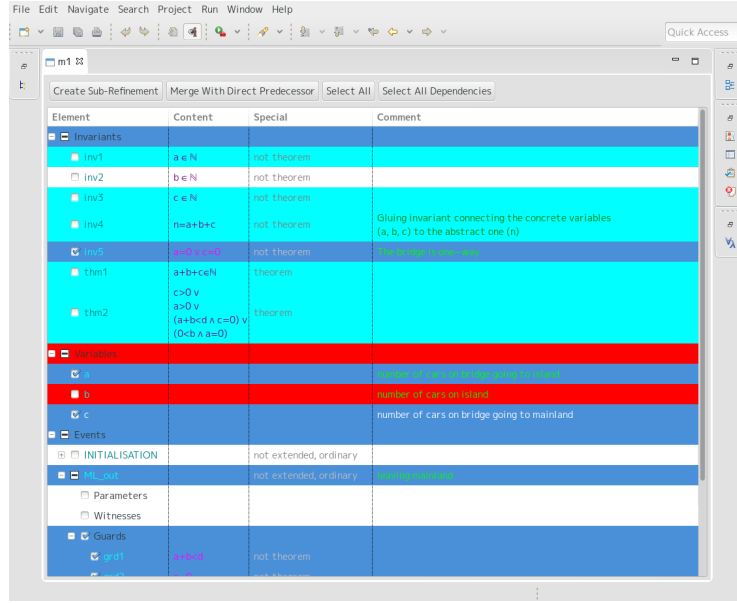 File Edit Navigate Search Project Run Window Help
Quick Access
m1
Create Sub-Refinement Merge With Direct Predecessor Select All Select All Dependencies
Element Content Special Comment
Invariants
inv1 a∈ℕ not theorem
inv2 b∈ℕ not theorem
inv3 c∈ℕ not theorem
inv4 n=a+b+c not theorem Gluing invariant connecting the concrete variables
(a, b, c) to the abstract one (n)
inv5 a=0 ∨ c=0 not theorem The bridge is one-way
thm1 a+b+c∈ℕ theorem
c>0 ∨
a>0 ∨
thm2 (a+b<d ∧ c=0) ∨ theorem
(0<b ∧ a=0)
Variables
a number of cars on bridge going to island
b number of cars on island
c number of cars on bridge going to mainland
Events
INITIALISATION not extended, ordinary
ML_out not extended, ordinary leaving mainland
Parameters
Witnesses
Guards
grd1 a+b<d not theorem